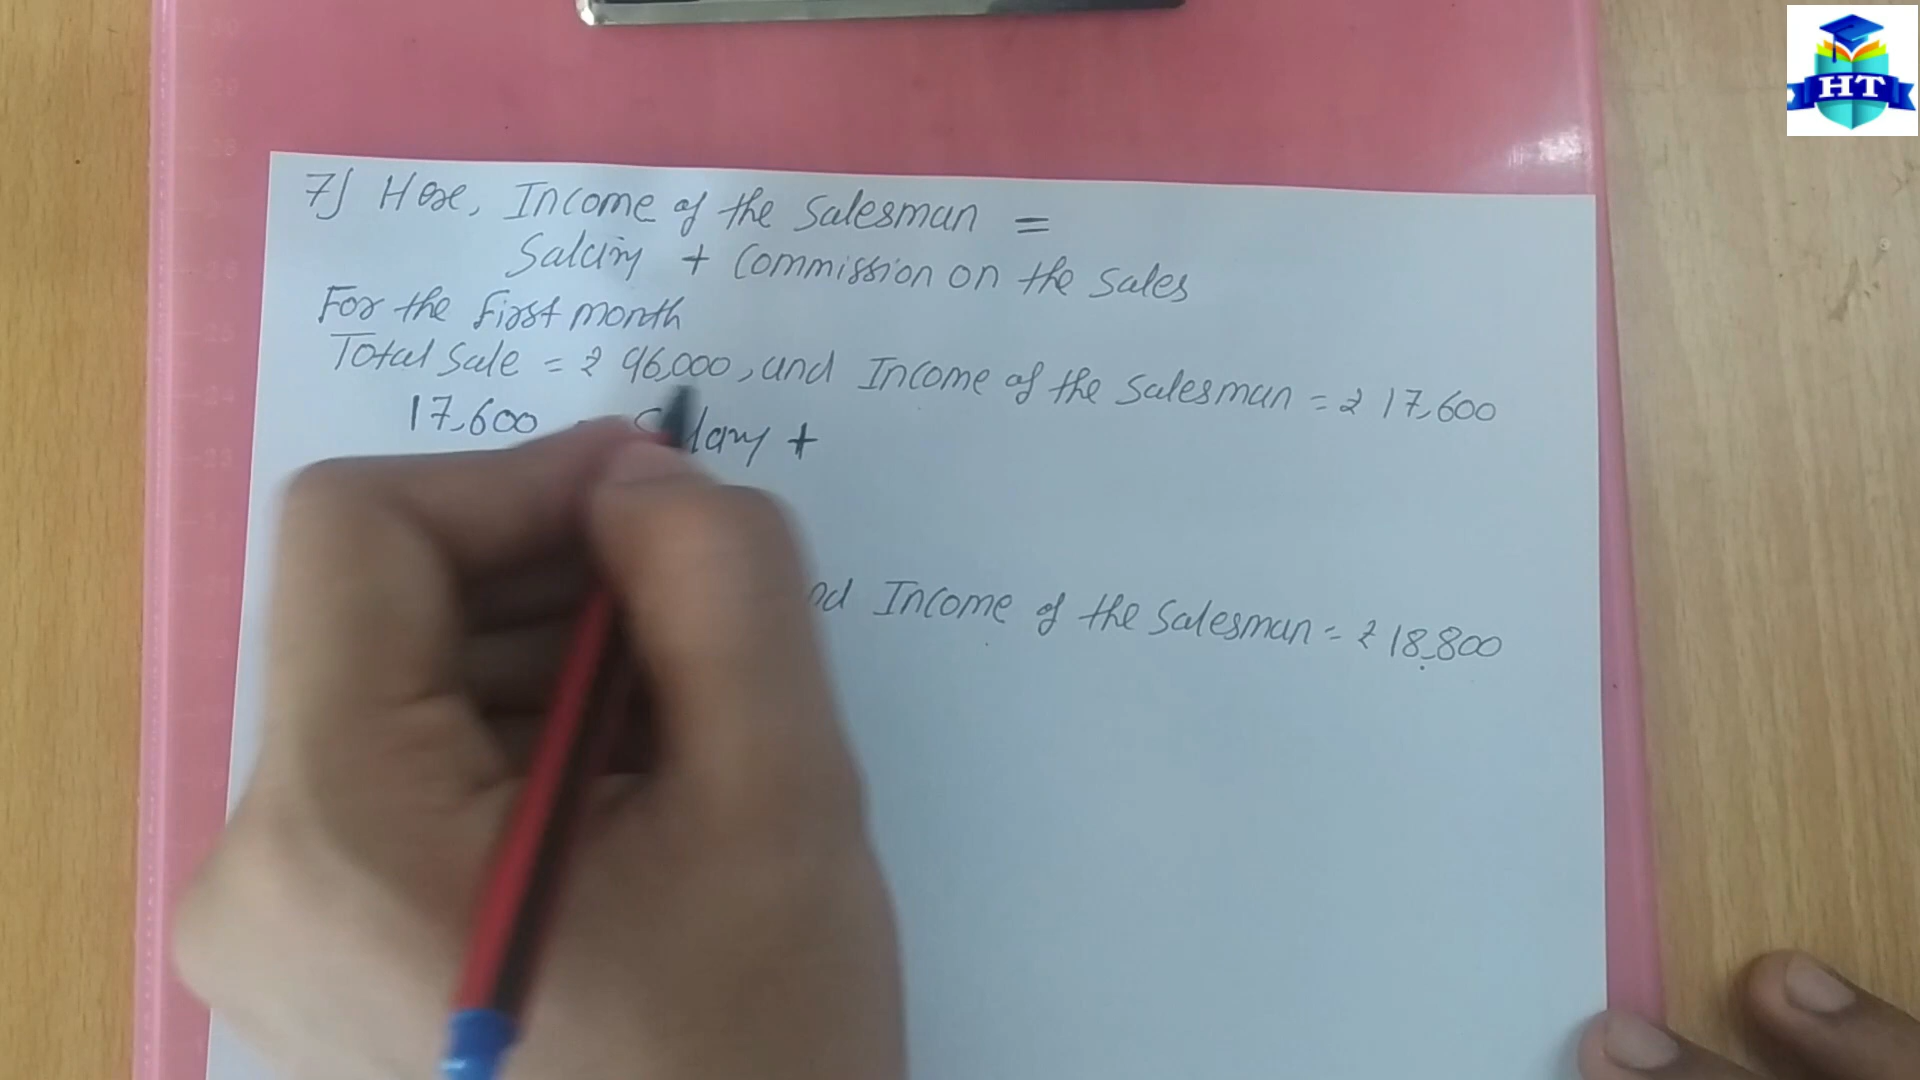 HT
7] Here, Income of the Salesman =
Salary + Commission on the Sales
For the First month
Total Sale = ₹ 96,000, and Income of the Salesman = ₹ 17,600
17,600 = Salary +
Income of the Salesman = ₹ 18,800